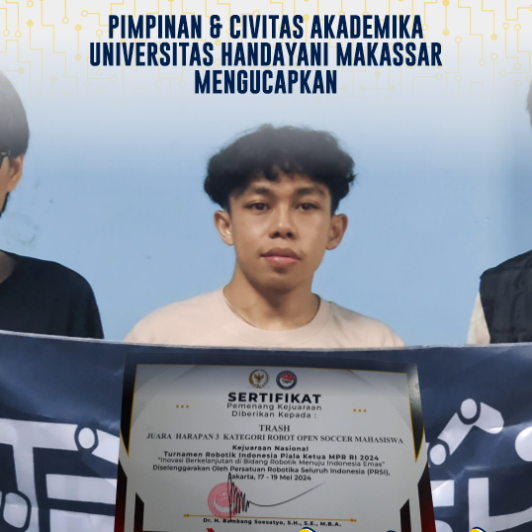 PIMPINAN & CIVITAS AKADEMIKA
UNIVERSITAS HANDAYANI MAKASSAR
MENGUCAPKAN
SERTIFIKAT
Pemenang Kejuaraan
Diberikan Kepada :
TRASH
JUARA HARAPAN 3 KATEGORI ROBOT OPEN SOCCER MAHASISWA
Kejuaraan Nasional
Turnamen Robotik Indonesia Piala Ketua MPR RI 2024
"Inovasi Berkelanjutan di Bidang Robotik Menuju Indonesia Emas"
Diselenggarakan Oleh Persatuan Robotika Seluruh Indonesia (PRSI),
Jakarta, 17 - 19 Mei 2024
Dr. H. Bambang Soesatyo, S.H., S.E., M.B.A.